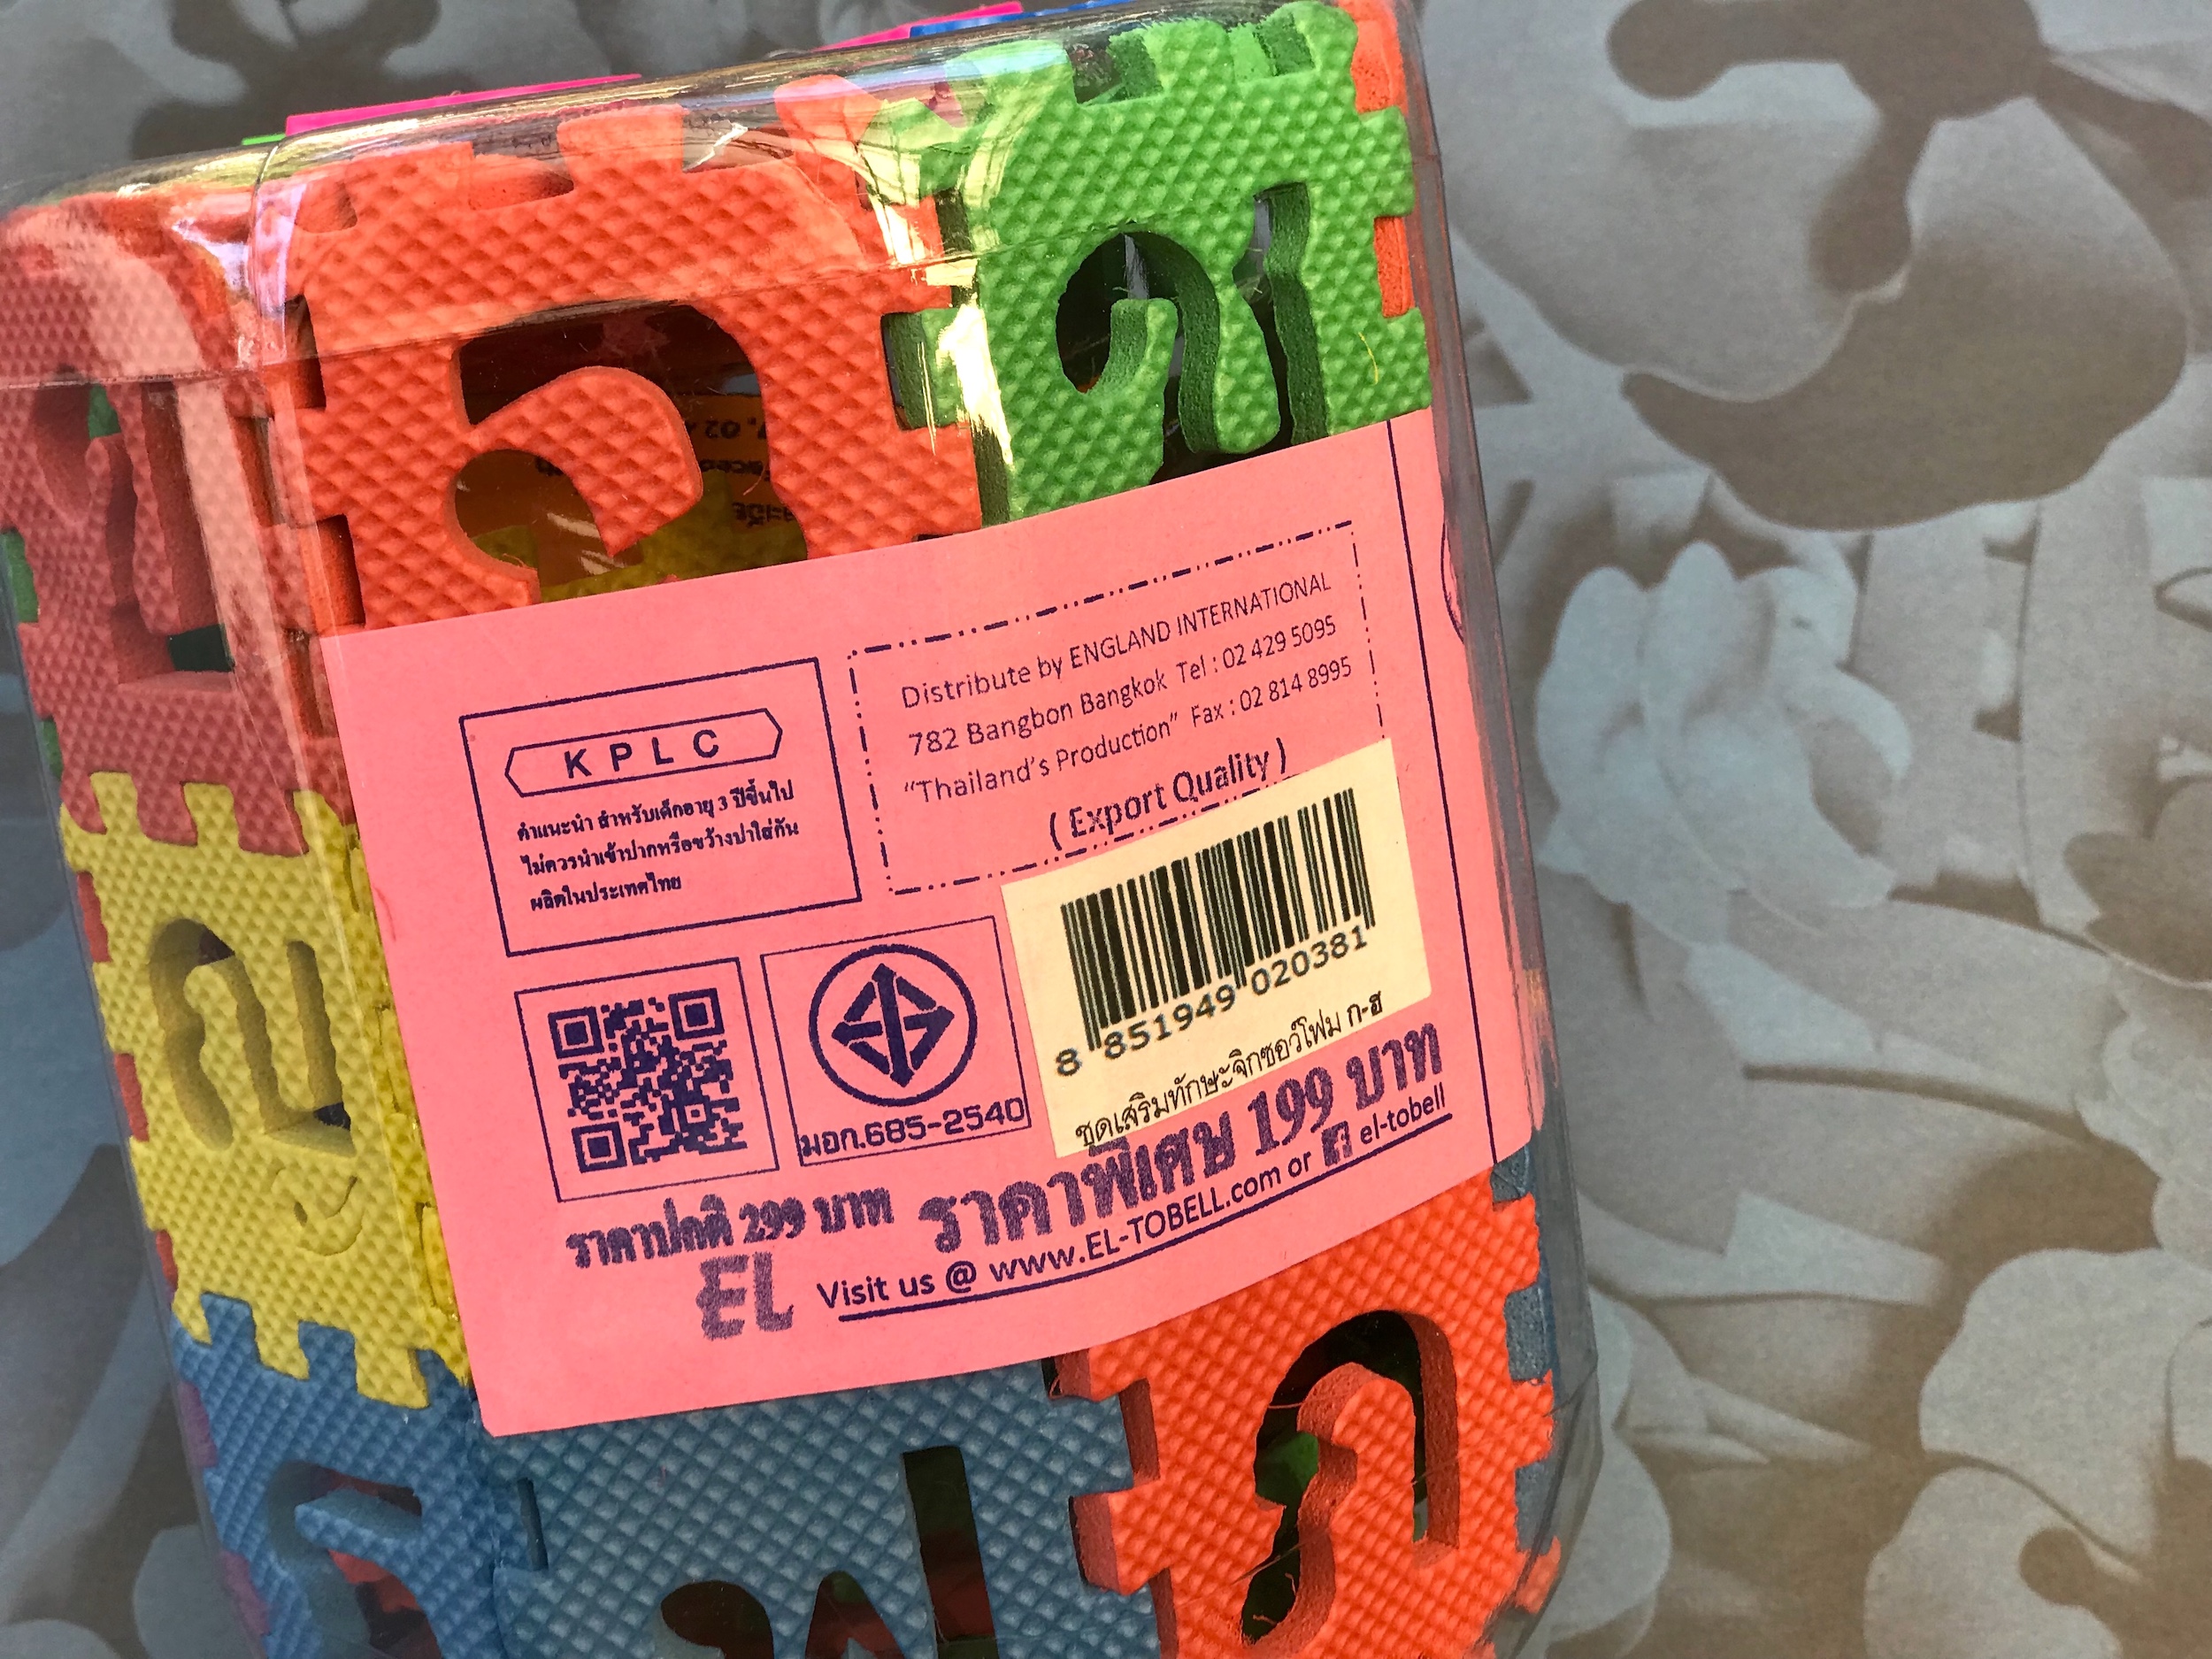 Distribute by ENGLAND INTERNATIONAL
782 Bangbon Bangkok Tel : 02 429 5095
"Thailand's Production" Fax : 02 814 8995
( Export Quality )
KPLC
คำแนะนำ สำหรับเด็กอายุ 3 ปีขึ้นไป
ไม่ควรนำเข้าปากหรือขว้างปาใส่กัน
ผลิตในประเทศไทย
8 851949 020381
ชุดเสริมทักษะจิกซอว์โฟม ก-ฮ
มอก.685-2540
ราคาปกติ 299 บาท
ราคาพิเศษ 199 บาท
EL
Visit us @ www.EL-TOBELL.com or f el-tobell